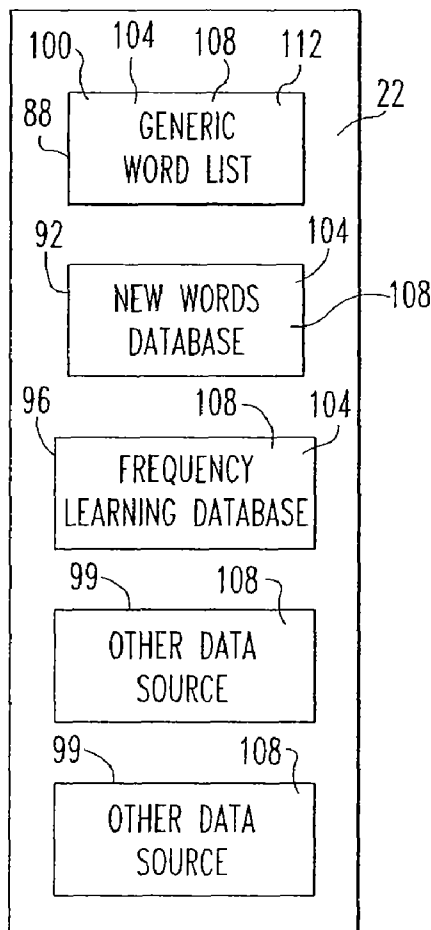 100 104 108 112
22
88
GENERIC
WORD LIST
92
104
NEW WORDS
DATABASE
108
96
108
104
FREQUENCY
LEARNING DATABASE
99
108
OTHER DATA
SOURCE
99
108
OTHER DATA
SOURCE